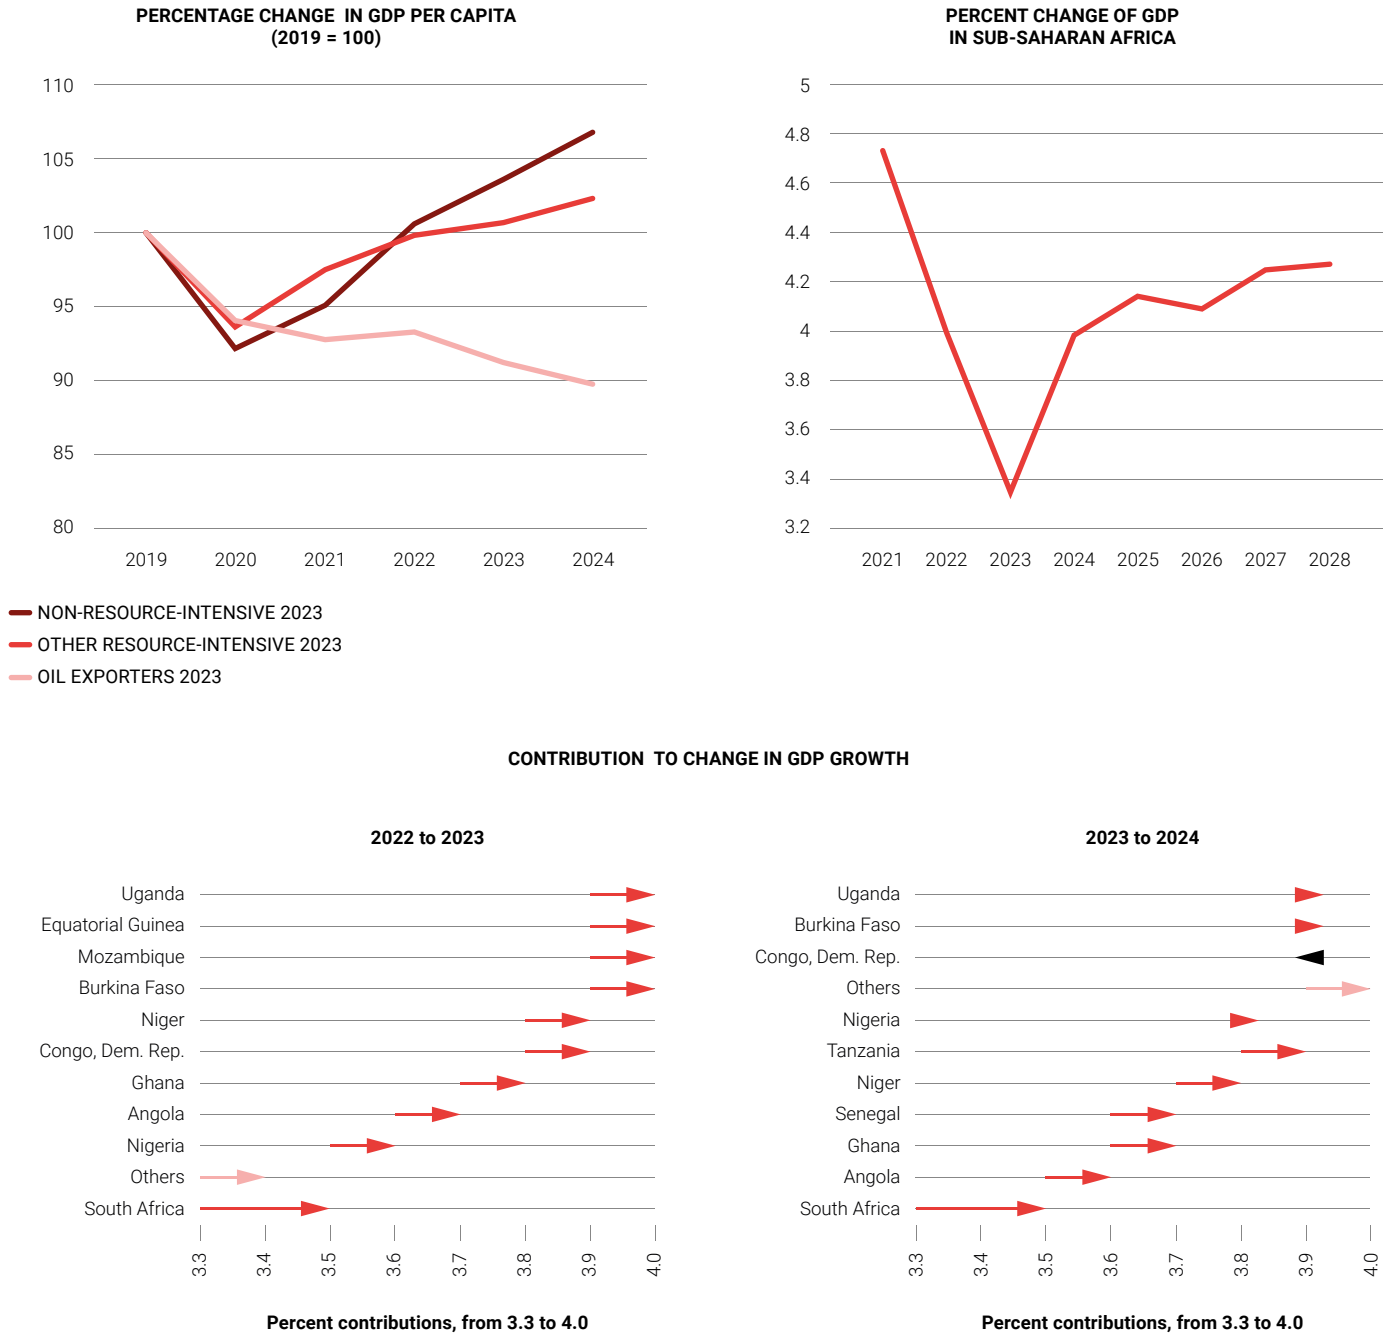 PERCENTAGE CHANGE IN GDP PER CAPITA
(2019 = 100)
110
105
100
95
90
85
80
2019 2020 2021 2022 2023 2024
NON-RESOURCE-INTENSIVE 2023
OTHER RESOURCE-INTENSIVE 2023
OIL EXPORTERS 2023
PERCENT CHANGE OF GDP
IN SUB-SAHARAN AFRICA
5
4.8
4.6
4.4
4.2
4
3.8
3.6
3.4
3.2
2021 2022 2023 2024 2025 2026 2027 2028
CONTRIBUTION TO CHANGE IN GDP GROWTH
2022 to 2023
Uganda
Equatorial Guinea
Mozambique
Burkina Faso
Niger
Congo, Dem. Rep.
Ghana
Angola
Nigeria
Others
South Africa
3.3 3.4 3.5 3.6 3.7 3.8 3.9 4.0
Percent contributions, from 3.3 to 4.0
2023 to 2024
Uganda
Burkina Faso
Congo, Dem. Rep.
Others
Nigeria
Tanzania
Niger
Senegal
Ghana
Angola
South Africa
3.3 3.4 3.5 3.6 3.7 3.8 3.9 4.0
Percent contributions, from 3.3 to 4.0